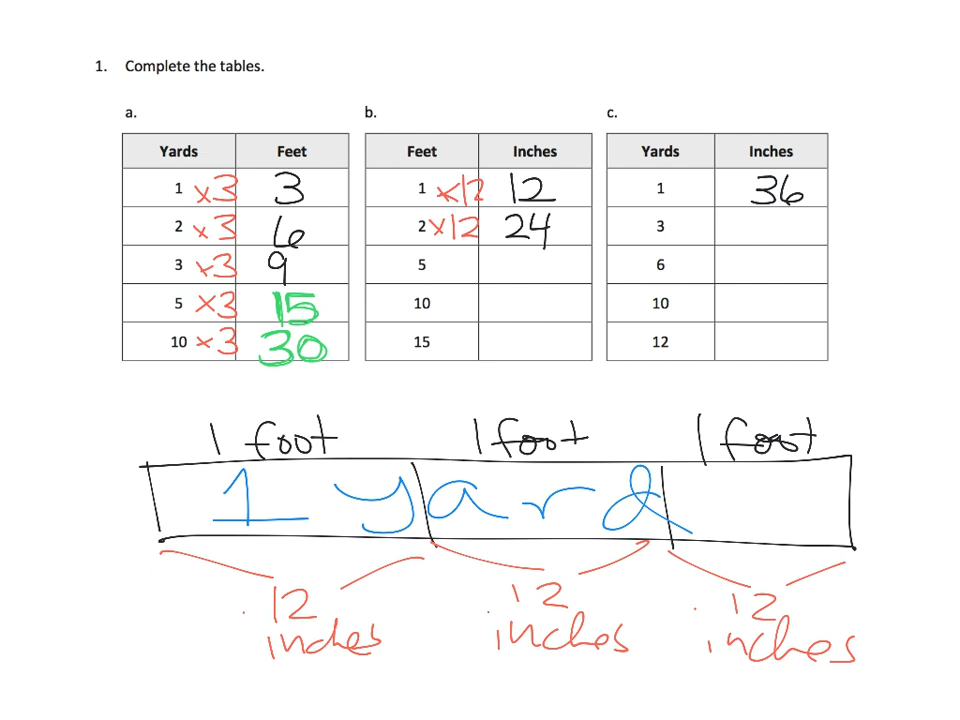 1. Complete the tables.
a. b. c.
Yards Feet Feet Inches Yards Inches
1 x3 3 1 x12 12 1 36
2 x3 6 2 x12 24 3
3 x3 9 5 6
5 x3 15 10 10
10 x3 30 15 12
1 foot 1 foot 1 foot
1 yard
12 12 12
inches inches inches